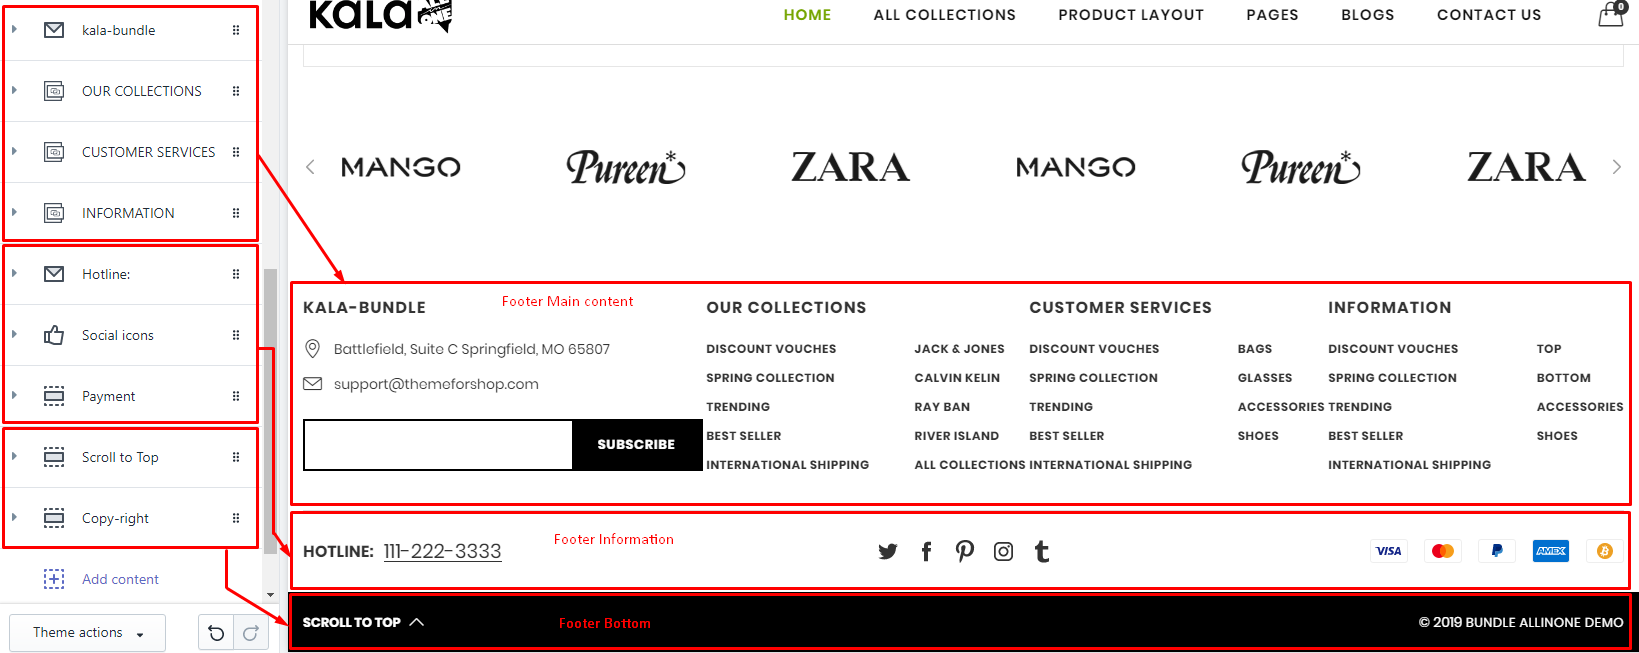 kala-bundle
OUR COLLECTIONS
CUSTOMER SERVICES
INFORMATION
Hotline:
Social icons
Payment
Scroll to Top
Copy-right
Add content
Theme actions
kala ALL ONE
HOME ALL COLLECTIONS PRODUCT LAYOUT PAGES BLOGS CONTACT US 0
MANGO Pureen* ZARA MANGO Pureen* ZARA
Footer Main content
KALA-BUNDLE
Battlefield, Suite C Springfield, MO 65807
support@themeforshop.com
SUBSCRIBE
OUR COLLECTIONS
DISCOUNT VOUCHES JACK & JONES
SPRING COLLECTION CALVIN KELIN
TRENDING RAY BAN
BEST SELLER RIVER ISLAND
INTERNATIONAL SHIPPING ALL COLLECTIONS
CUSTOMER SERVICES
DISCOUNT VOUCHES BAGS
SPRING COLLECTION GLASSES
TRENDING ACCESSORIES
BEST SELLER SHOES
INTERNATIONAL SHIPPING
INFORMATION
DISCOUNT VOUCHES TOP
SPRING COLLECTION BOTTOM
TRENDING ACCESSORIES
BEST SELLER SHOES
INTERNATIONAL SHIPPING
Footer Information
HOTLINE: 111-222-3333
VISA AMEX
SCROLL TO TOP
Footer Bottom
© 2019 BUNDLE ALLINONE DEMO